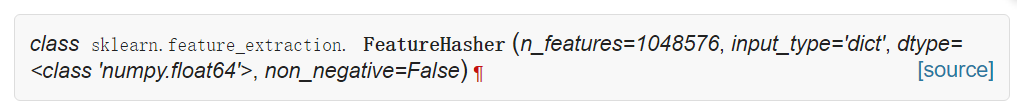 class sklearn.feature_extraction. FeatureHasher (n_features=1048576, input_type='dict', dtype=
<class 'numpy.float64'>, non_negative=False) ¶ [source]